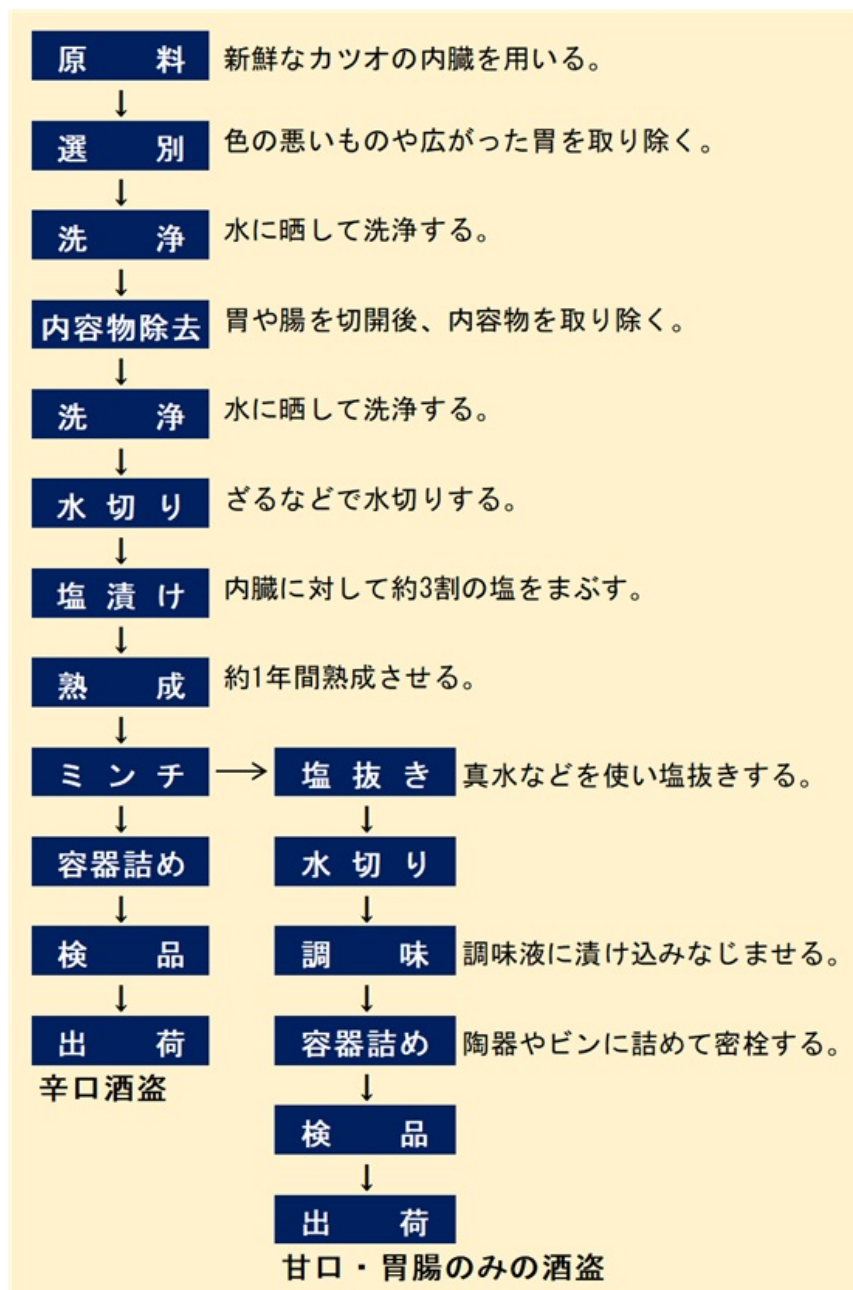 原料 新鮮なカツオの内臓を用いる。
↓
選別 色の悪いものや広がった胃を取り除く。
↓
洗浄 水に晒して洗浄する。
↓
内容物除去 胃や腸を切開後、内容物を取り除く。
↓
洗浄 水に晒して洗浄する。
↓
水切り ざるなどで水切りする。
↓
塩漬け 内臓に対して約3割の塩をまぶす。
↓
熟成 約1年間熟成させる。
↓
ミンチ → 塩抜き 真水などを使い塩抜きする。
↓ ↓
容器詰め 水切り
↓ ↓
検品 調味 調味液に漬け込みなじませる。
↓ ↓
出荷 容器詰め 陶器やビンに詰めて密栓する。
辛口酒盗 ↓
検品
↓
出荷
甘口・胃腸のみの酒盗